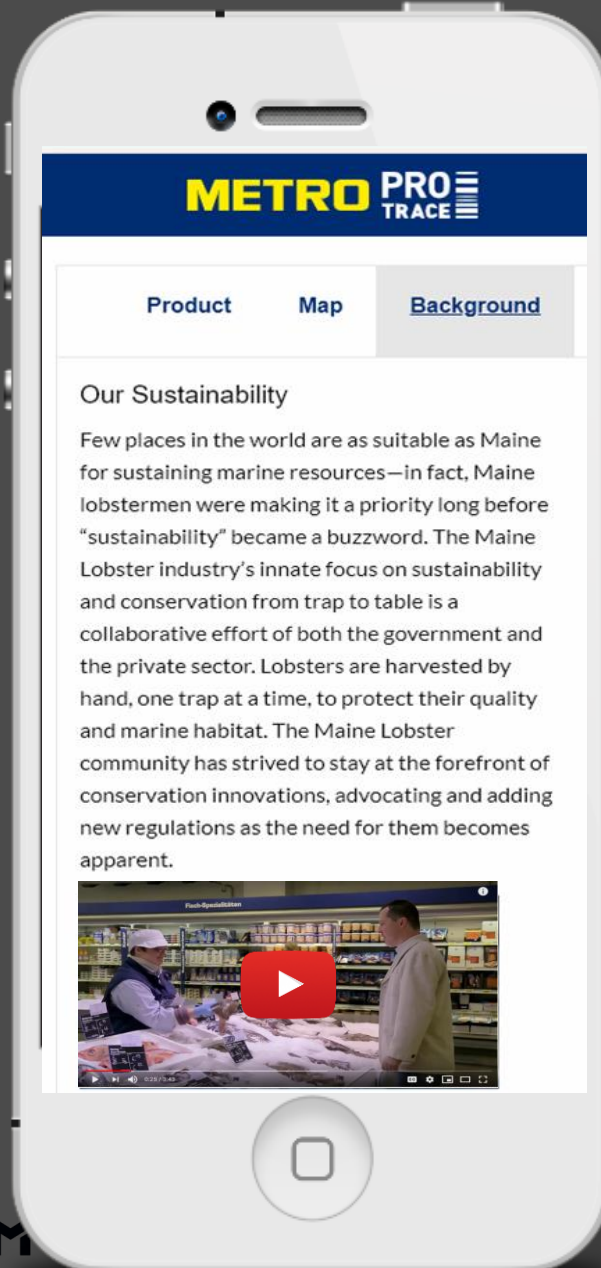 METRO PRO TRACE
Product Map Background
Our Sustainability
Few places in the world are as suitable as Maine
for sustaining marine resources—in fact, Maine
lobstermen were making it a priority long before
“sustainability” became a buzzword. The Maine
Lobster industry’s innate focus on sustainability
and conservation from trap to table is a
collaborative effort of both the government and
the private sector. Lobsters are harvested by
hand, one trap at a time, to protect their quality
and marine habitat. The Maine Lobster
community has strived to stay at the forefront of
conservation innovations, advocating and adding
new regulations as the need for them becomes
apparent.
Fisch-Spezialitäten
M